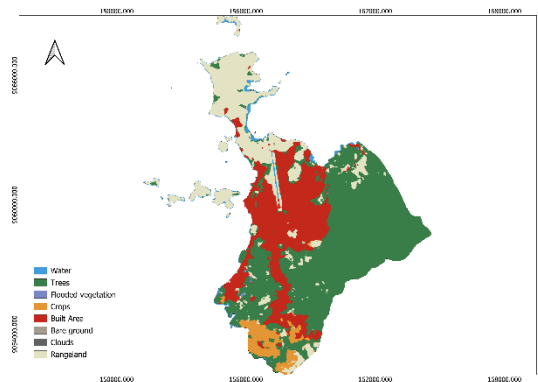 150000.000 156000.000 162000.000 168000.000
9066000.000
9060000.000
9054000.000
Water
Trees
Flooded vegetation
Crops
Built Area
Bare ground
Clouds
Rangeland
150000.000 156000.000 162000.000 168000.000